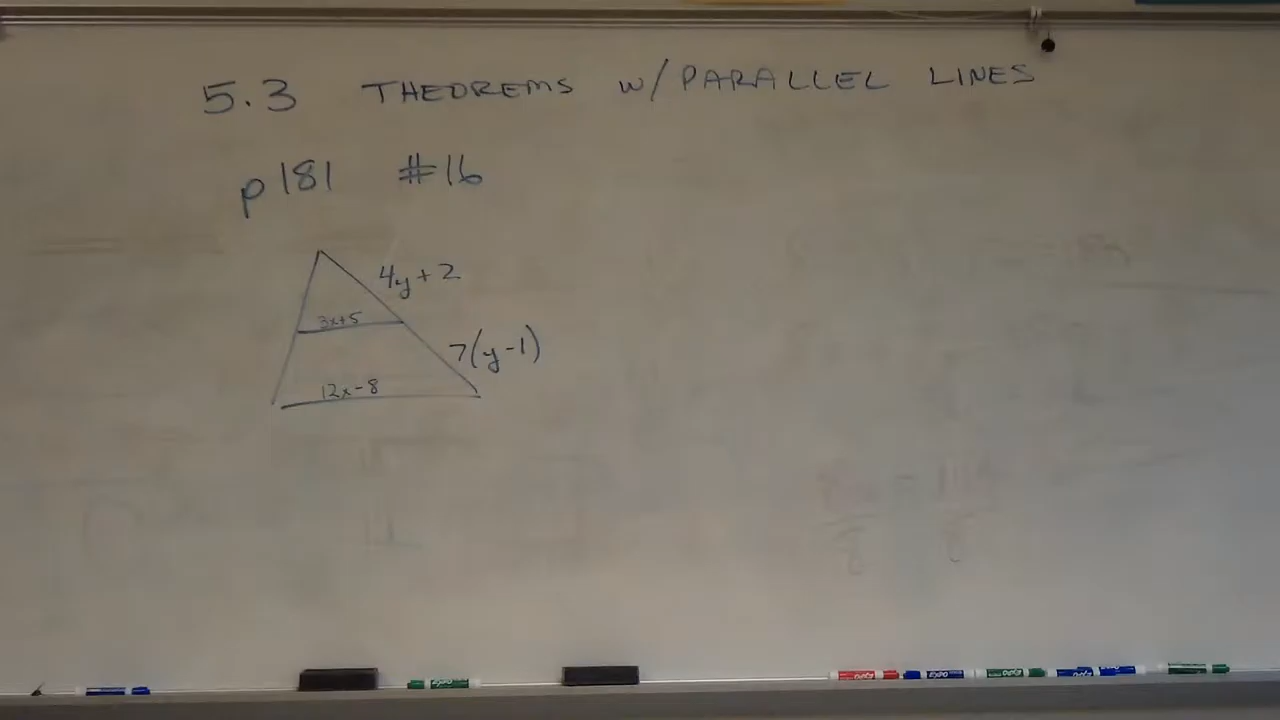 5.3 THEOREMS w/ PARALLEL LINES
p181 #16
4y+2
3x+5
7(y-1)
12x-8